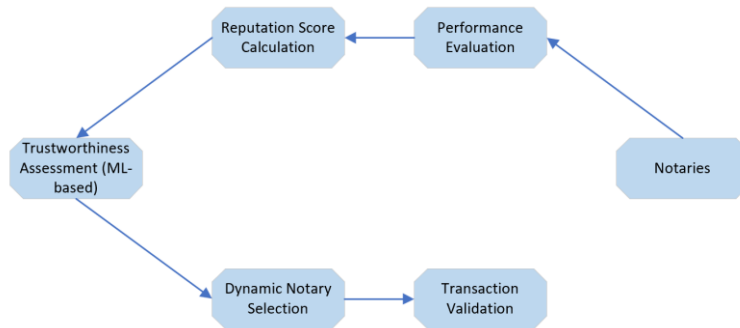 Reputation Score
Calculation
Performance
Evaluation
Trustworthiness
Assessment (ML-
based)
Notaries
Dynamic Notary
Selection
Transaction
Validation